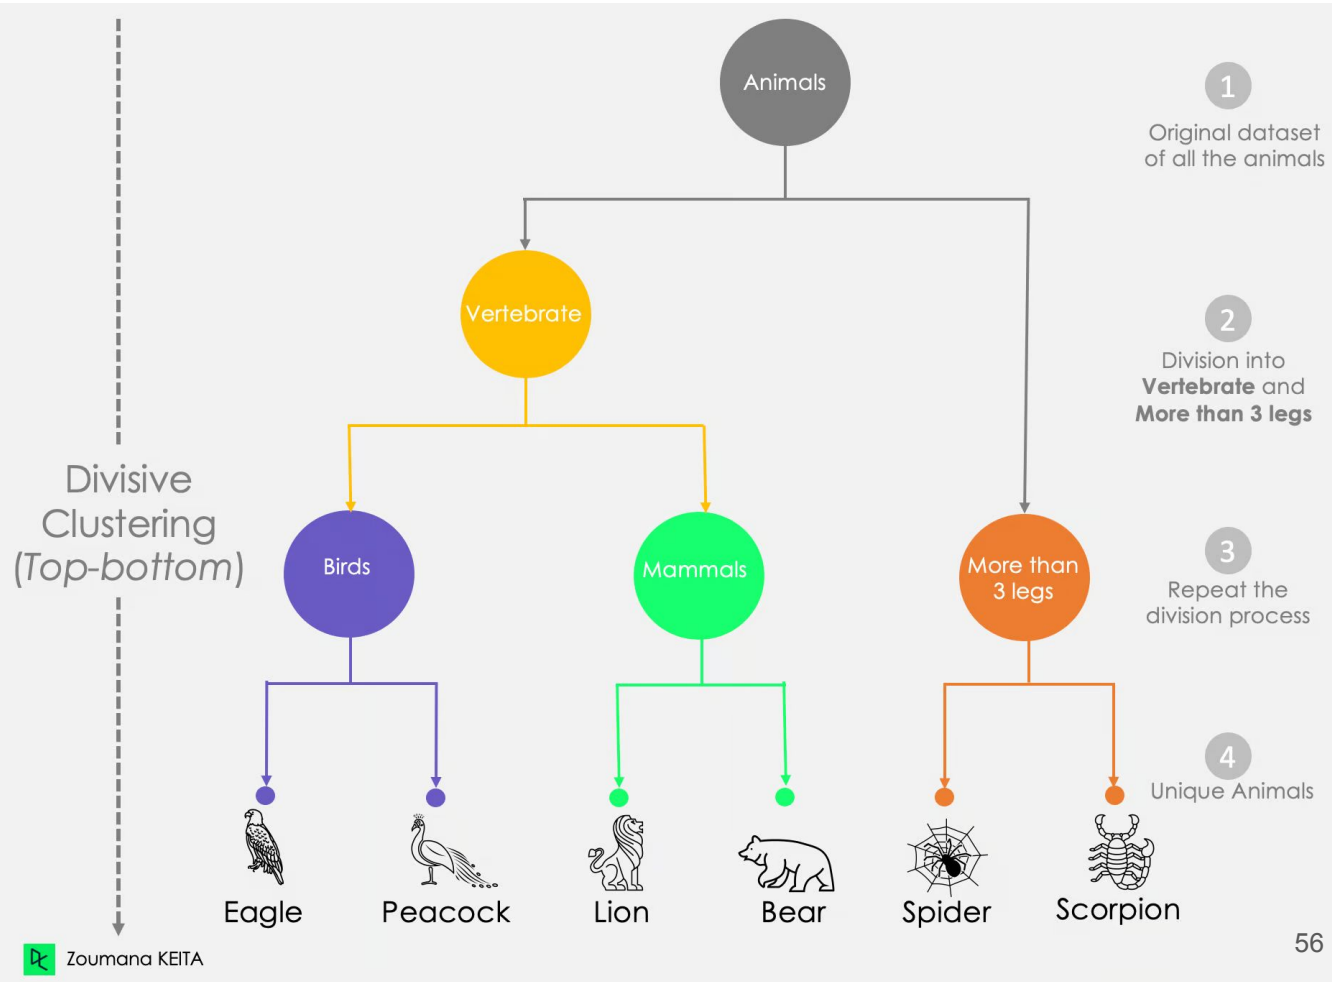 Animals
1
Original dataset
of all the animals
Vertebrate
2
Division into
Vertebrate and
More than 3 legs
Divisive
Clustering
(Top-bottom)
Birds
Mammals
More than
3 legs
3
Repeat the
division process
4
Unique Animals
Eagle
Peacock
Lion
Bear
Spider
Scorpion
Zoumana KEITA
56